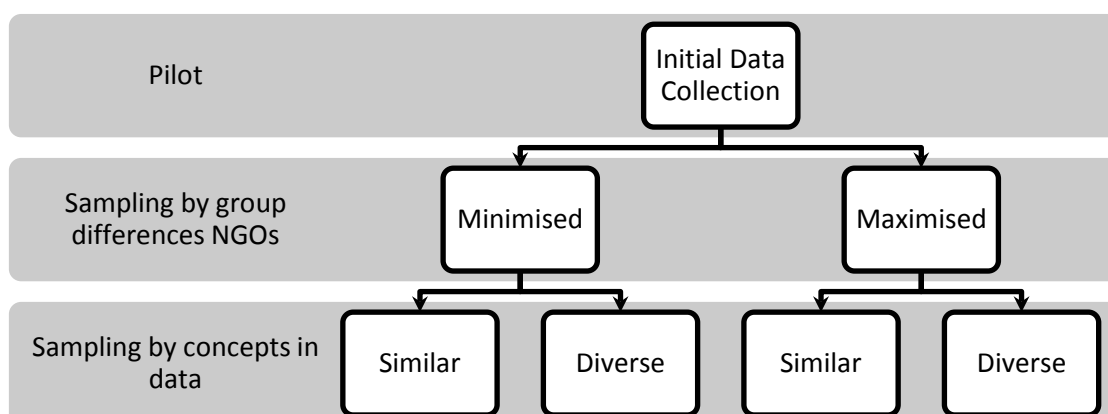 Pilot
Initial Data
Collection
Sampling by group
differences NGOs
Minimised
Maximised
Sampling by concepts in
data
Similar
Diverse
Similar
Diverse